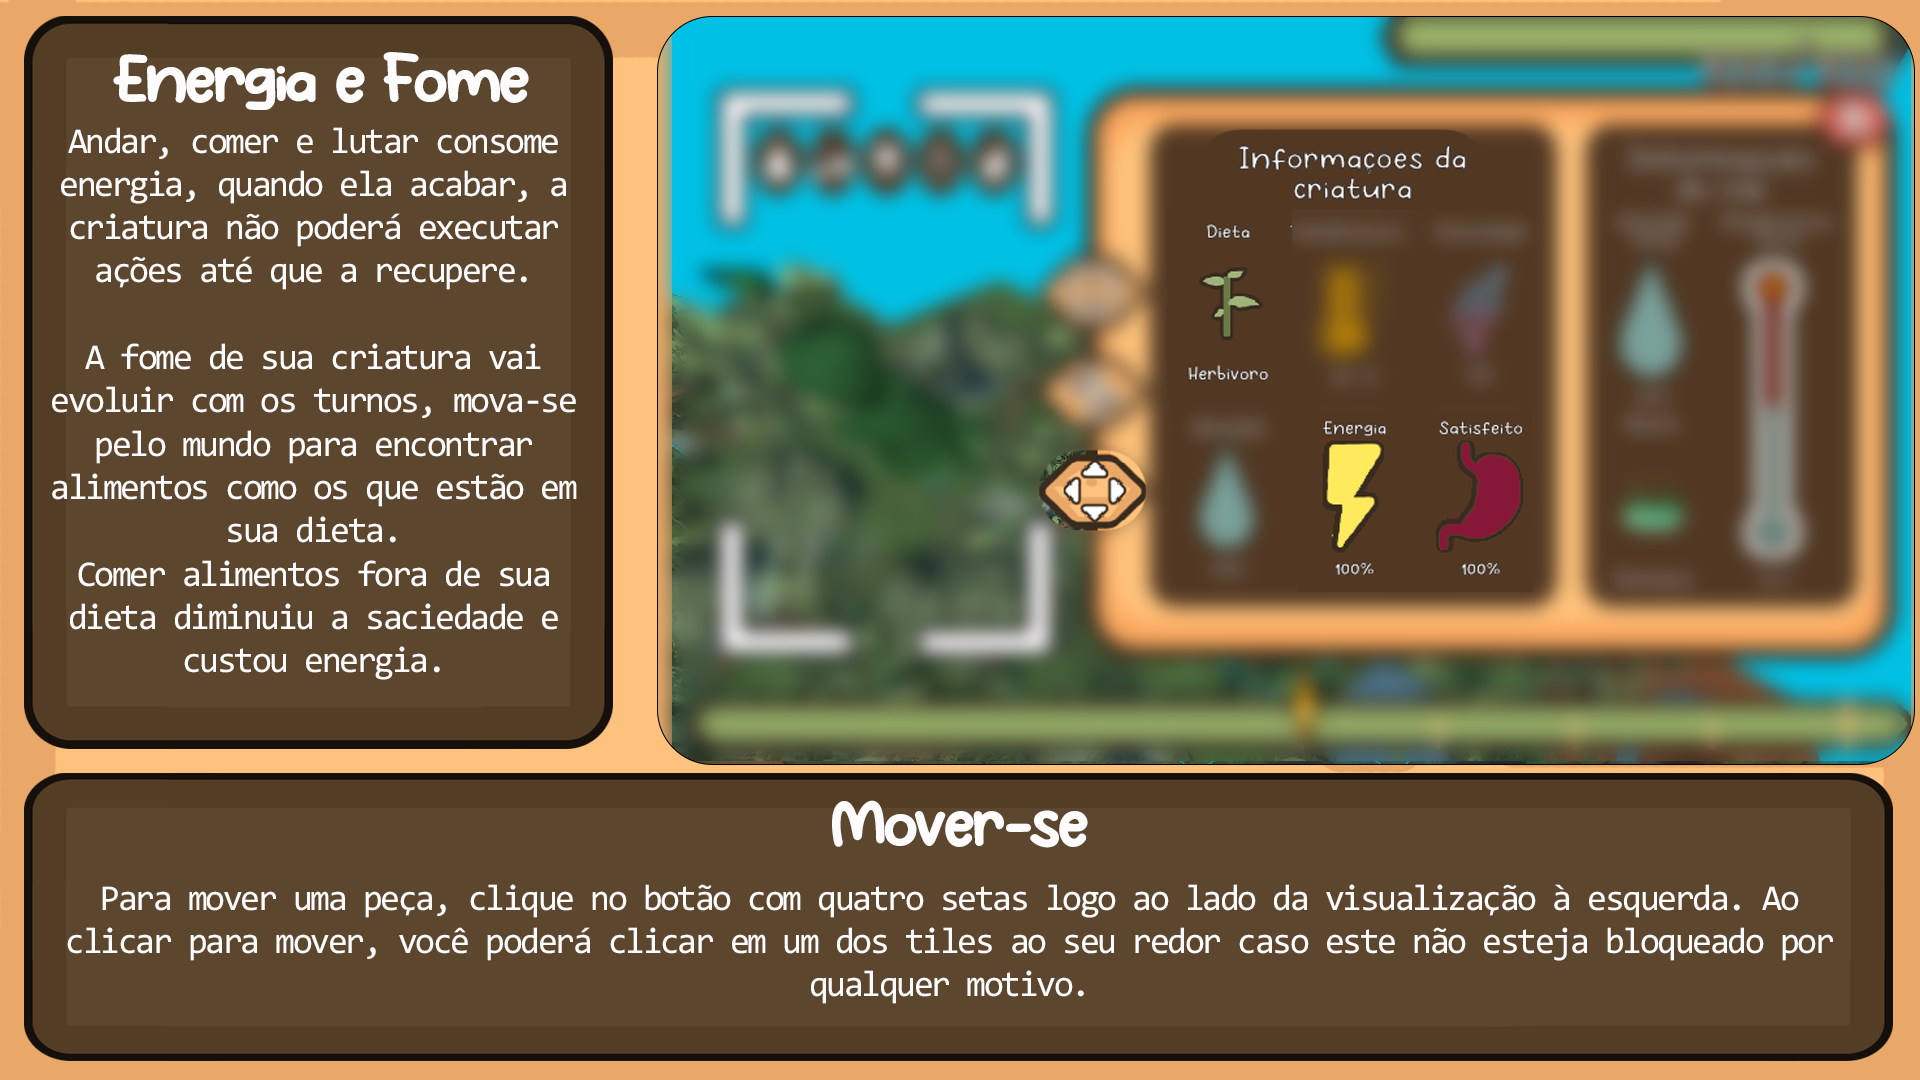 Energia e Fome
Andar, comer e lutar consome
energia, quando ela acabar, a
criatura não poderá executar
ações até que a recupere.
A fome de sua criatura vai
evoluir com os turnos, mova-se
pelo mundo para encontrar
alimentos como os que estão em
sua dieta.
Comer alimentos fora de sua
dieta diminuiu a saciedade e
custou energia.
Informaçoes da
criatura
Dieta
Herbivoro
Energia
Satisfeito
100%
100%
Mover-se
Para mover uma peça, clique no botão com quatro setas logo ao lado da visualização à esquerda. Ao
clicar para mover, você poderá clicar em um dos tiles ao seu redor caso este não esteja bloqueado por
qualquer motivo.